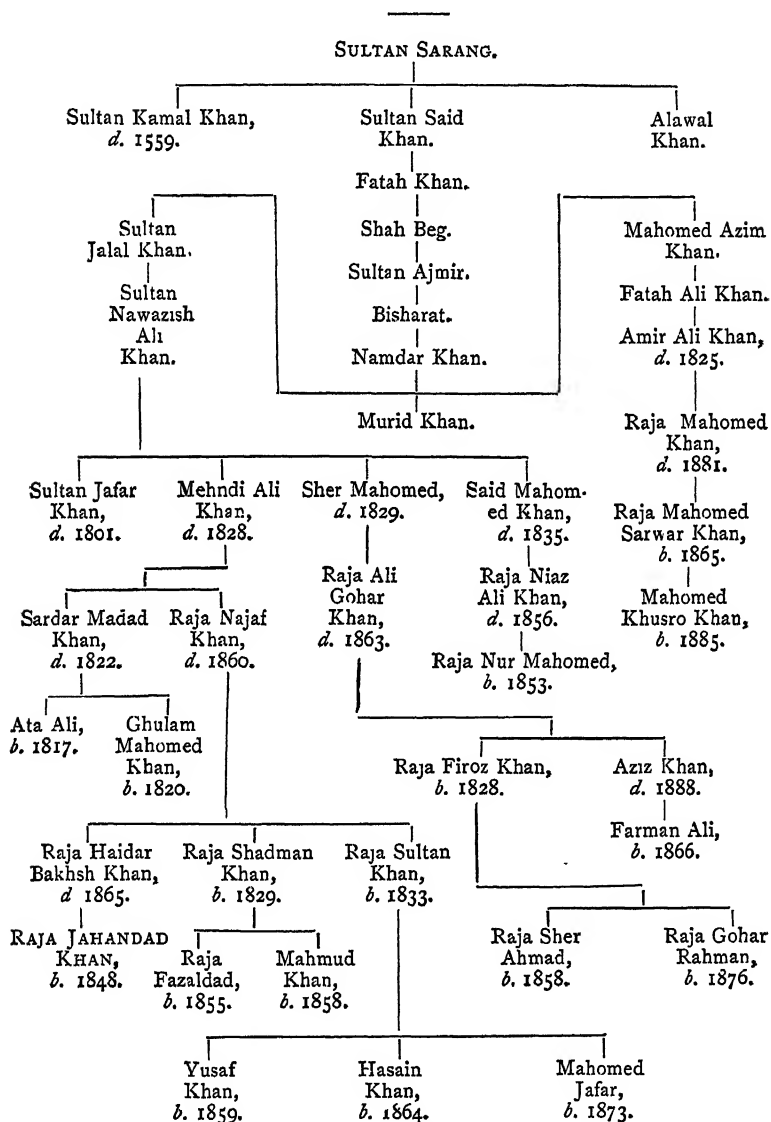 SULTAN SARANG.
Sultan Kamal Khan,
d. 1559.
Sultan Said
Khan.
Alawal
Khan.
Fatah Khan.
Sultan
Jalal Khan.
Shah Beg.
Mahomed Azim
Khan.
Sultan Ajmir.
Sultan
Nawazish
Ali
Khan.
Fatah Ali Khan.
Bisharat.
Amir Ali Khan,
d. 1825.
Namdar Khan.
Murid Khan.
Raja Mahomed
Khan,
d. 1881.
Sultan Jafar
Khan,
d. 1801.
Mehndi Ali
Khan,
d. 1828.
Sher Mahomed,
d. 1829.
Said Mahom-
ed Khan,
d. 1835.
Raja Mahomed
Sarwar Khan,
b. 1865.
Raja Ali
Gohar
Khan,
d. 1863.
Raja Niaz
Ali Khan,
d. 1856.
Mahomed
Khusro Khan,
b. 1885.
Sardar Madad
Khan,
d. 1822.
Raja Najaf
Khan,
d. 1860.
Raja Nur Mahomed,
b. 1853.
Ata Ali,
b. 1817.
Ghulam
Mahomed
Khan,
b. 1820.
Raja Firoz Khan,
b. 1828.
Aziz Khan,
d. 1888.
Farman Ali,
b. 1866.
Raja Haidar
Bakhsh Khan,
d 1865.
Raja Shadman
Khan,
b. 1829.
Raja Sultan
Khan,
b. 1833.
RAJA JAHANDAD
KHAN,
b. 1848.
Raja
Fazaldad,
b. 1855.
Mahmud
Khan,
b. 1858.
Raja Sher
Ahmad,
b. 1858.
Raja Gohar
Rahman,
b. 1876.
Yusaf
Khan,
b. 1859.
Hasain
Khan,
b. 1864.
Mahomed
Jafar,
b. 1873.